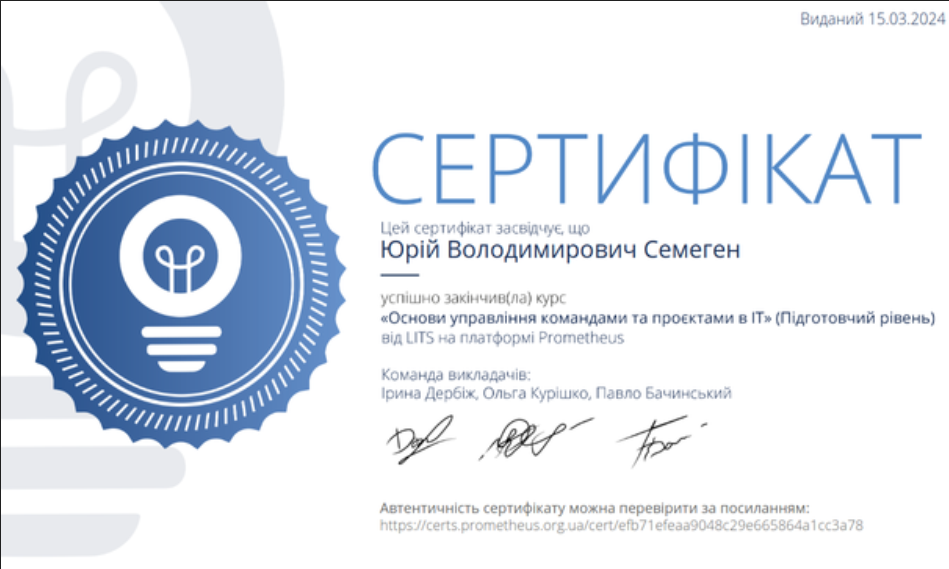 Виданий 15.03.2024
СЕРТИФІКАТ
Цей сертифікат засвідчує, що
Юрій Володимирович Семеген
успішно закінчив(ла) курс
«Основи управління командами та проєктами в ІТ» (Підготовчий рівень)
від LITS на платформі Prometheus
Команда викладачів:
Ірина Дербіж, Ольга Курішко, Павло Бачинський
Автентичність сертифікату можна перевірити за посиланням:
https://certs.prometheus.org.ua/cert/efb71efeaa9048c29e665864a1cc3a78